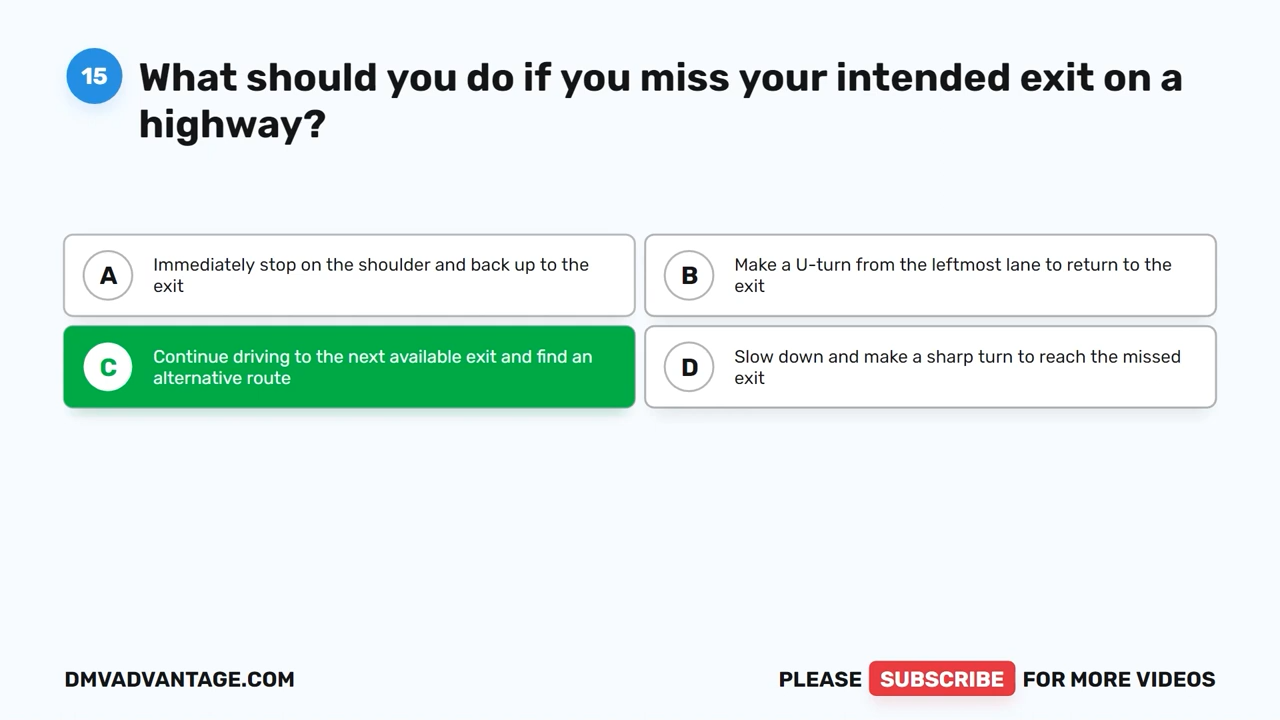 15
What should you do if you miss your intended exit on a
highway?
A
Immediately stop on the shoulder and back up to the
exit
B
Make a U-turn from the leftmost lane to return to the
exit
C
Continue driving to the next available exit and find an
alternative route
D
Slow down and make a sharp turn to reach the missed
exit
DMVADVANTAGE.COM
PLEASE SUBSCRIBE FOR MORE VIDEOS